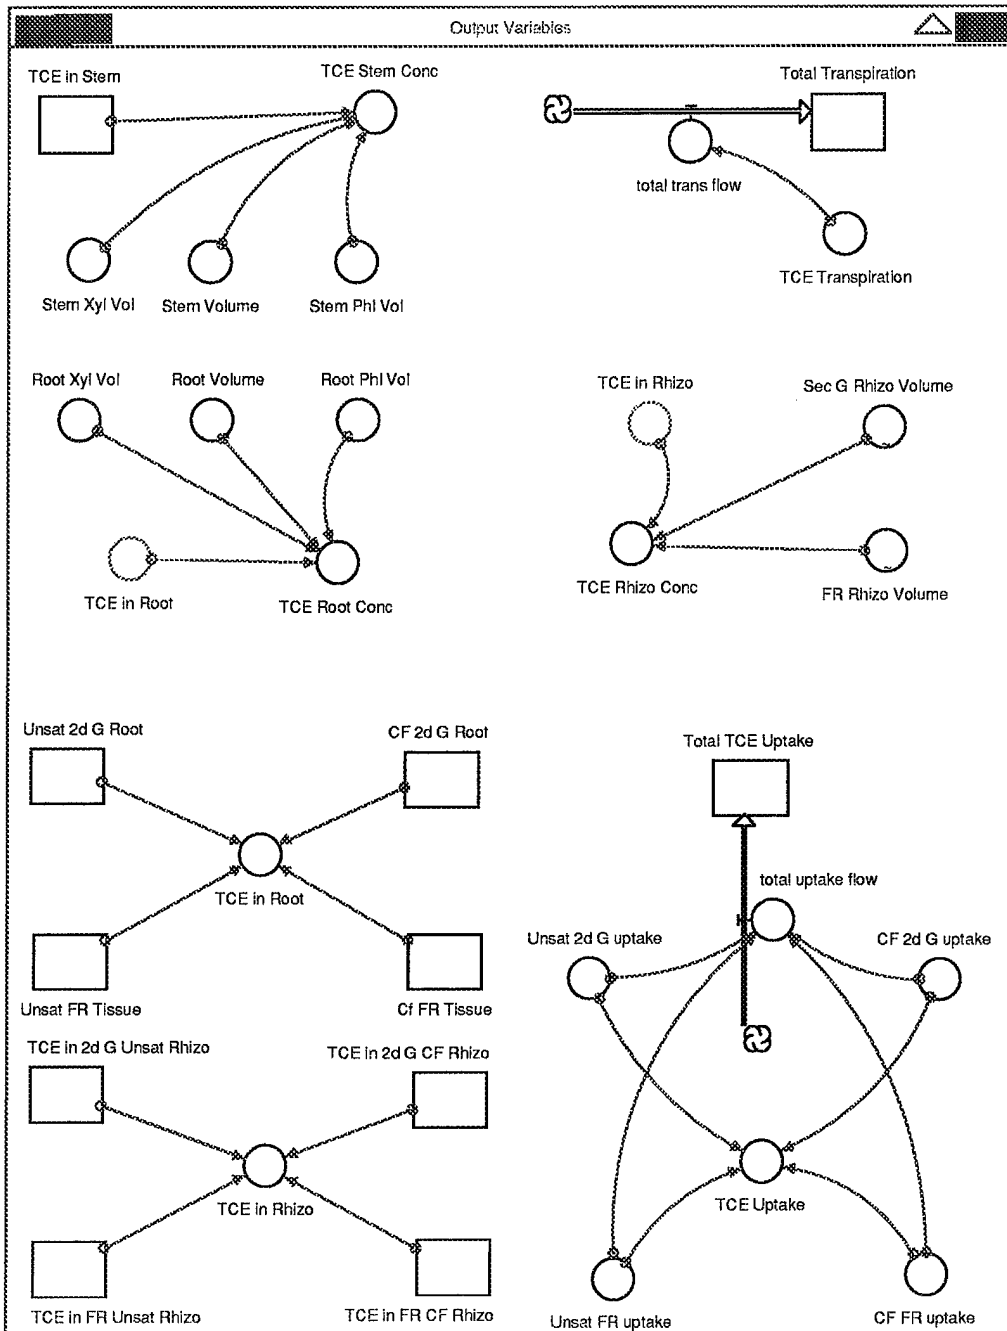 Output Variables
TCE in Stem
TCE Stem Conc
Total Transpiration
total trans flow
TCE Transpiration
Stem Xyl Vol
Stem Volume
Stem Phl Vol
Root Xyl Vol
Root Volume
Root Phl Vol
TCE in Rhizo
Sec G Rhizo Volume
TCE in Root
TCE Root Conc
TCE Rhizo Conc
FR Rhizo Volume
Unsat 2d G Root
CF 2d G Root
TCE in Root
Unsat FR Tissue
Cf FR Tissue
Total TCE Uptake
total uptake flow
Unsat 2d G uptake
CF 2d G uptake
TCE in 2d G Unsat Rhizo
TCE in 2d G CF Rhizo
TCE in Rhizo
TCE in FR Unsat Rhizo
TCE in FR CF Rhizo
TCE Uptake
Unsat FR uptake
CF FR uptake